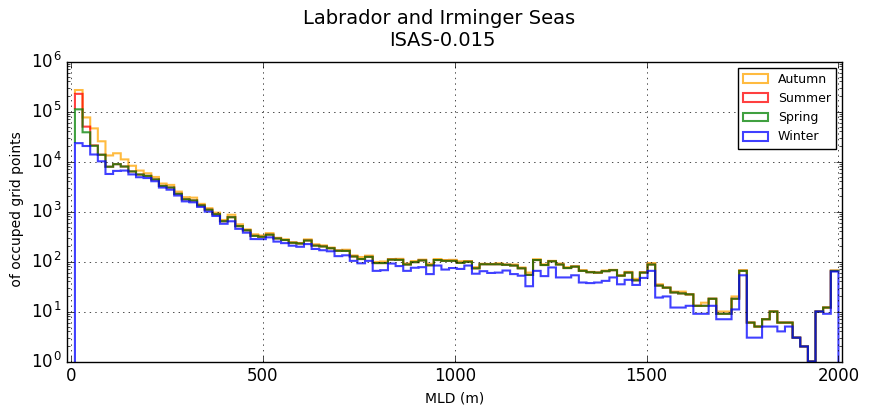 Labrador and Irminger Seas
ISAS-0.015
10^6
10^5
10^4
10^3
10^2
10^1
10^0
of occuped grid points
Autumn
Summer
Spring
Winter
0
500
1000
1500
2000
MLD (m)